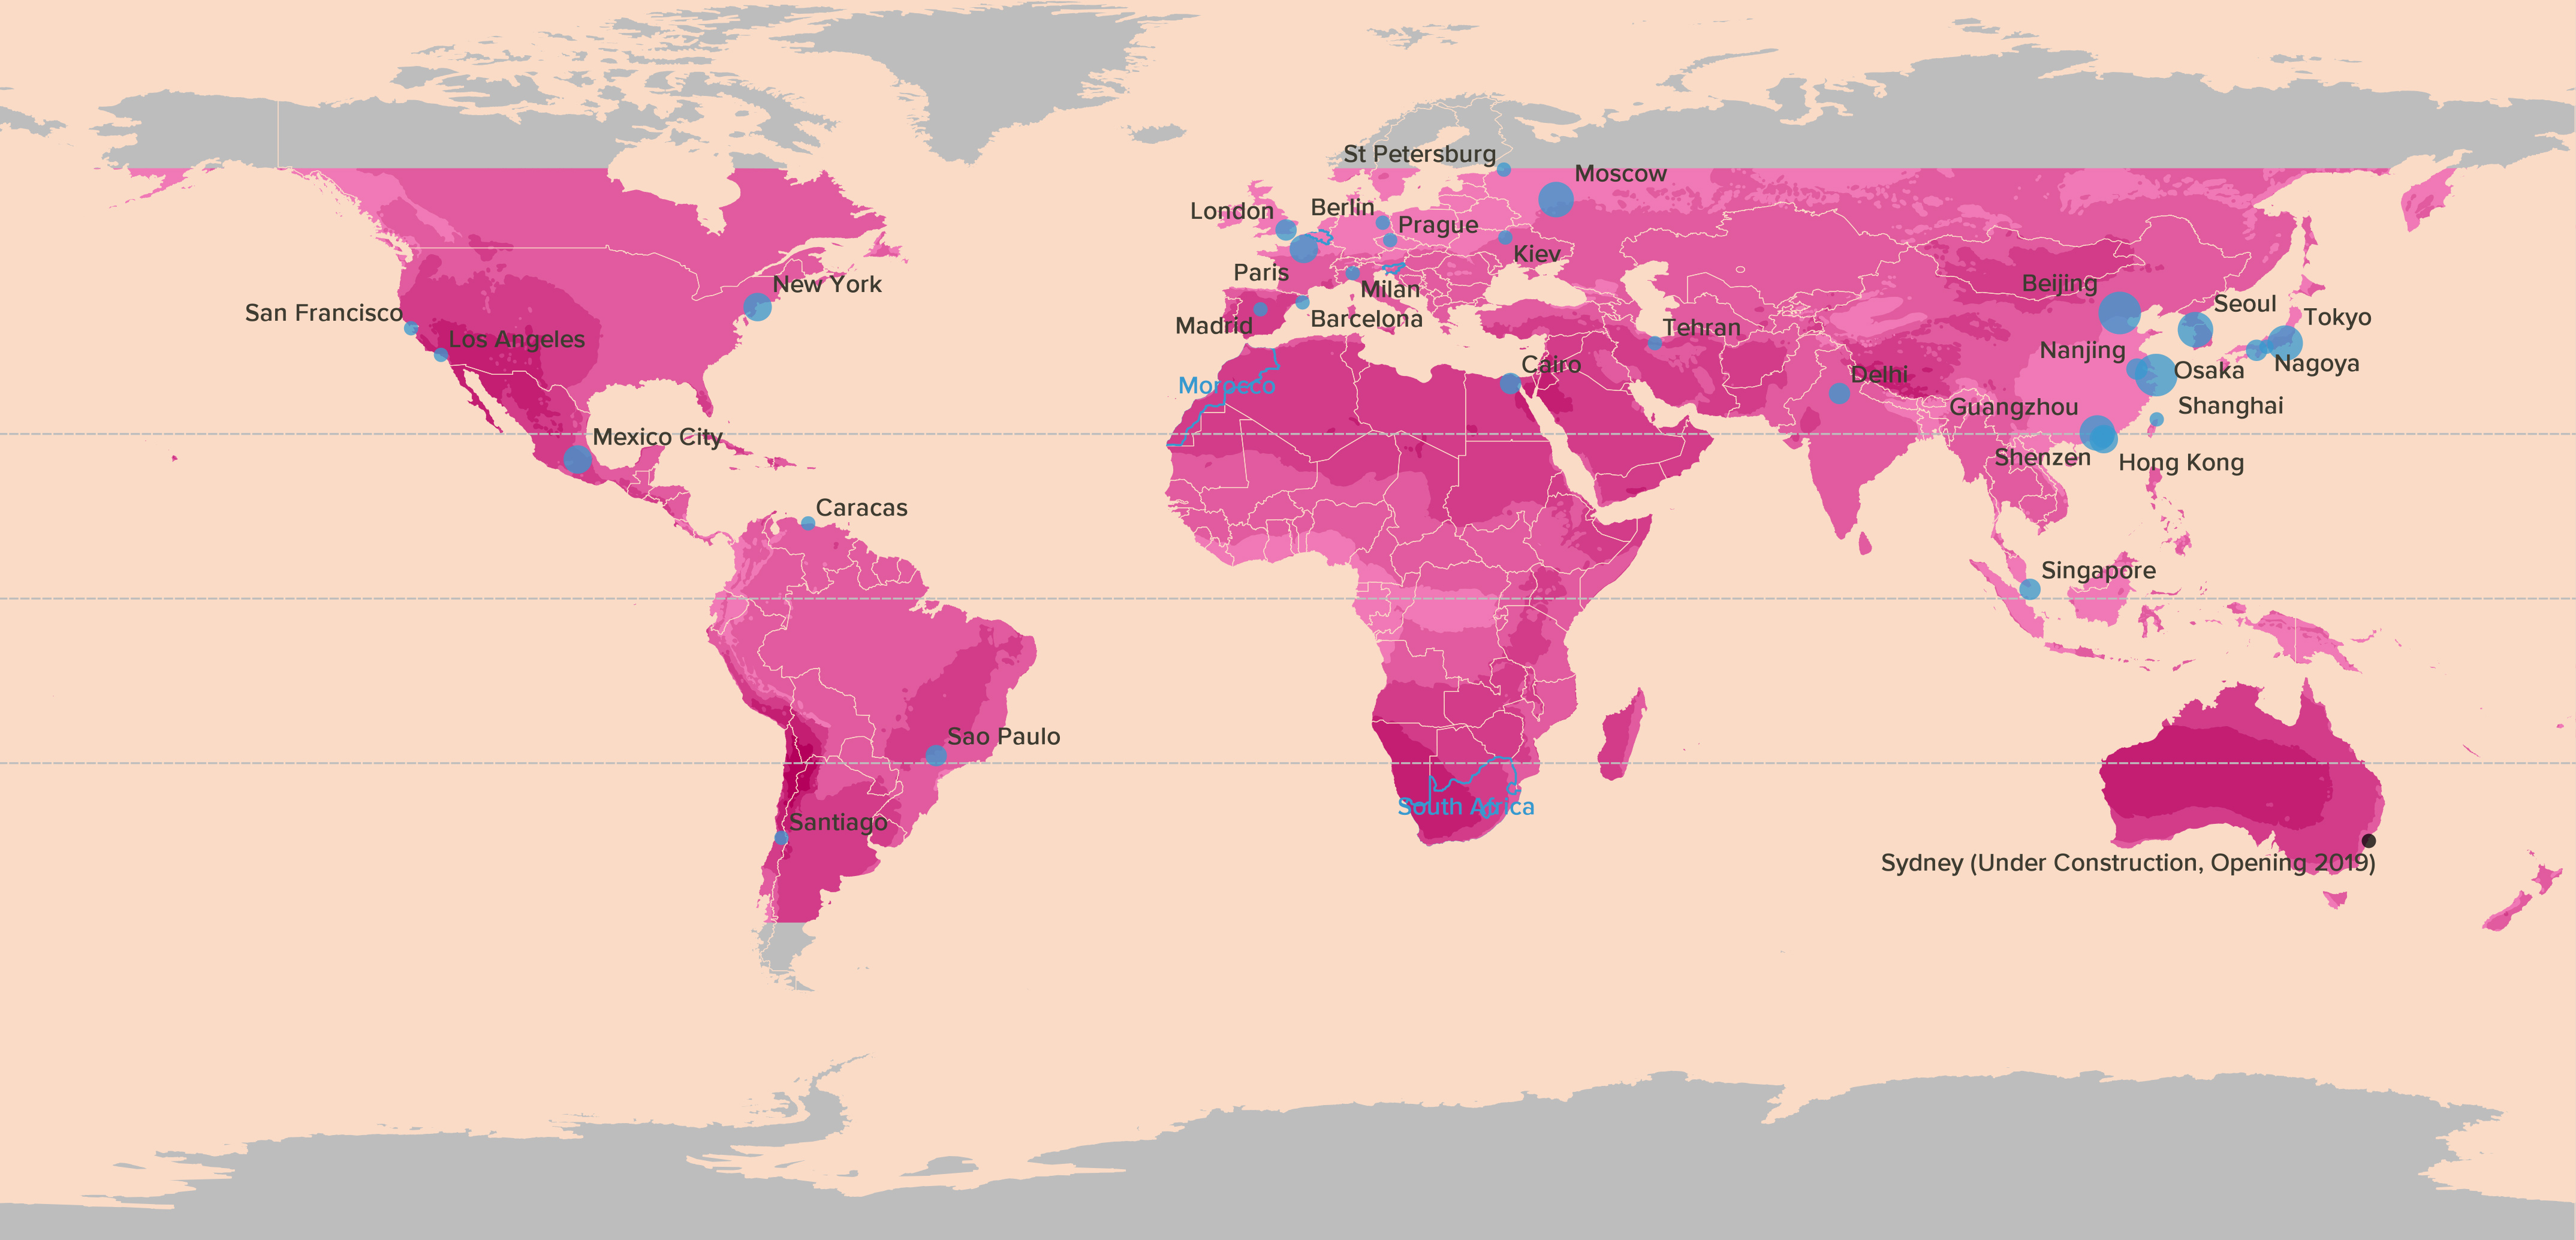 St Petersburg
Moscow
London
Berlin
Prague
Kiev
Paris
Milan
New York
San Francisco
Los Angeles
Madrid
Barcelona
Tehran
Beijing
Seoul
Tokyo
Nanjing
Osaka
Nagoya
Cairo
Morocco
Delhi
Guangzhou
Shanghai
Mexico City
Shenzen
Hong Kong
Caracas
Singapore
Sao Paulo
South Africa
Santiago
Sydney (Under Construction, Opening 2019)